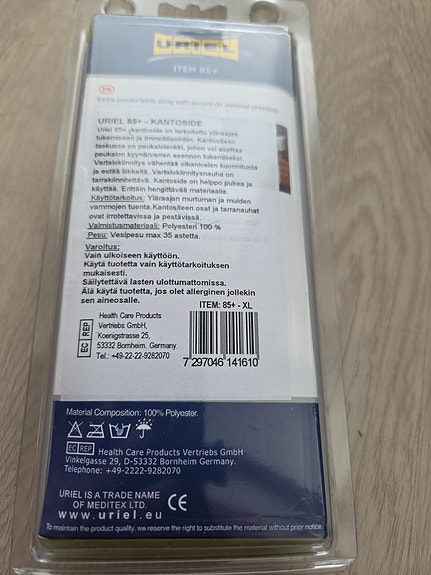 URIEL
ITEM 85+
EN
Extra comfortable sling with accent on minimal pressure
URIEL 85+ - KANTOSIDE
Uriel 85+ -kantoside on tarkoitettu yläraajan
tukemiseen ja immobilisointiin. Kantositeen
taskussa on peukalolenkki, johon voi asettaa
peukalon kyynärvarren asennon tukemiseksi.
Vartalokiinnitys vähentää olkanivelen kuormitusta
ja estää liikkeitä. Vartalokiinnitysnauha on
tarrakiinnitettävä. Kantoside on helppo pukea ja
käyttää. Erittäin hengittävää materiaalia.
Käyttötarkoitus: Yläraajan murtuman ja muiden
vammojen tuenta.Kantositeen osat ja tarranauhat
ovat irrotettavissa ja pestävissä.
Valmistusmateriaali: Polyesteri 100 %
Pesu: Vesipesu max 35 astetta.
Varoitus:
Vain ulkoiseen käyttöön.
Käytä tuotetta vain käyttötarkoituksen
mukaisesti.
Säilytettävä lasten ulottumattomissa.
Älä käytä tuotetta, jos olet allerginen jollekin
sen aineosalle.
ITEM: 85+ - XL
EC REP
Health Care Products
Vertriebs GmbH,
Koenigstrasse 25,
53332 Bornheim. Germany.
Tel.: +49-22-22-9282070
7 297046 141610
Material Composition: 100% Polyester.
EC REP Health Care Products Vertriebs GmbH
Vinkelgasse 29, D-53332 Bornheim Germany.
Telephone: +49-2222-9282070
URIEL IS A TRADE NAME
OF MEDITEX LTD.
CE
www.uriel.eu
To maintain the product quality, we reserve the right to substitute the material without prior notice